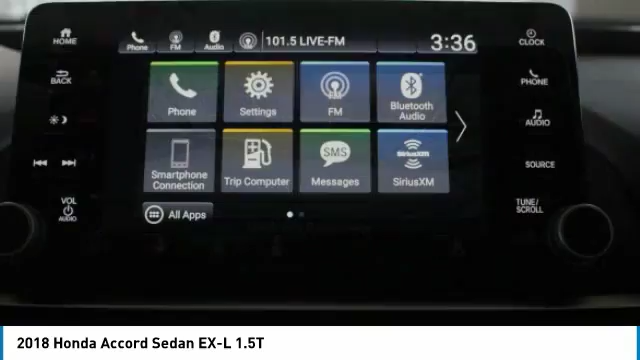 HOME
Phone
FM
Audio
101.5 LIVE-FM
3:36
CLOCK
BACK
PHONE
Phone
Settings
FM
FM
Bluetooth
Audio
AUDIO
SMS
SiriusXM
SOURCE
Smartphone
Connection
Trip Computer
Messages
SiriusXM
VOL
AUDIO
All Apps
TUNE/
SCROLL
2018 Honda Accord Sedan EX-L 1.5T